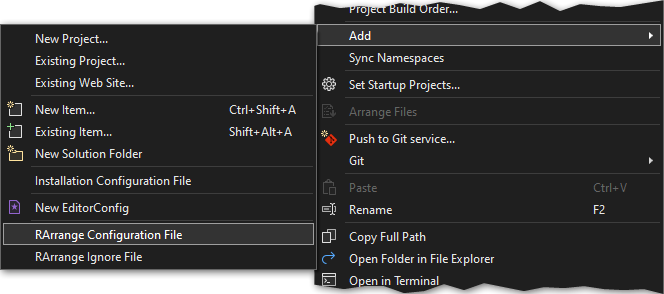 New Project...
Existing Project...
Existing Web Site...
New Item... Ctrl+Shift+A
Existing Item... Shift+Alt+A
New Solution Folder
Installation Configuration File
New EditorConfig
RArrange Configuration File
RArrange Ignore File
Project Build Order...
Add
Sync Namespaces
Set Startup Projects...
Arrange Files
Push to Git service...
Git
Paste Ctrl+V
Rename F2
Copy Full Path
Open Folder in File Explorer
Open in Terminal